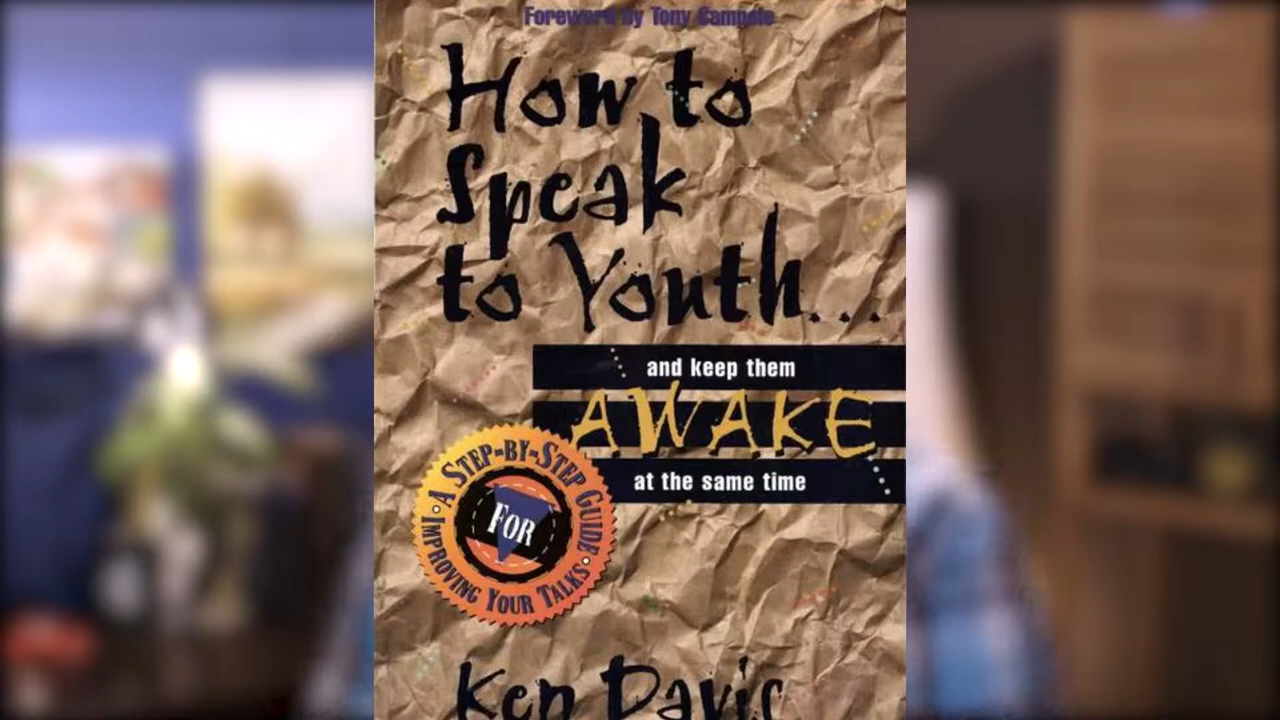 Foreword by Tony Campolo
How to
Speak
to Youth...
and keep them
AWAKE
at the same time
A STEP-BY-STEP GUIDE
FOR
IMPROVING YOUR TALKS
Ken Davis